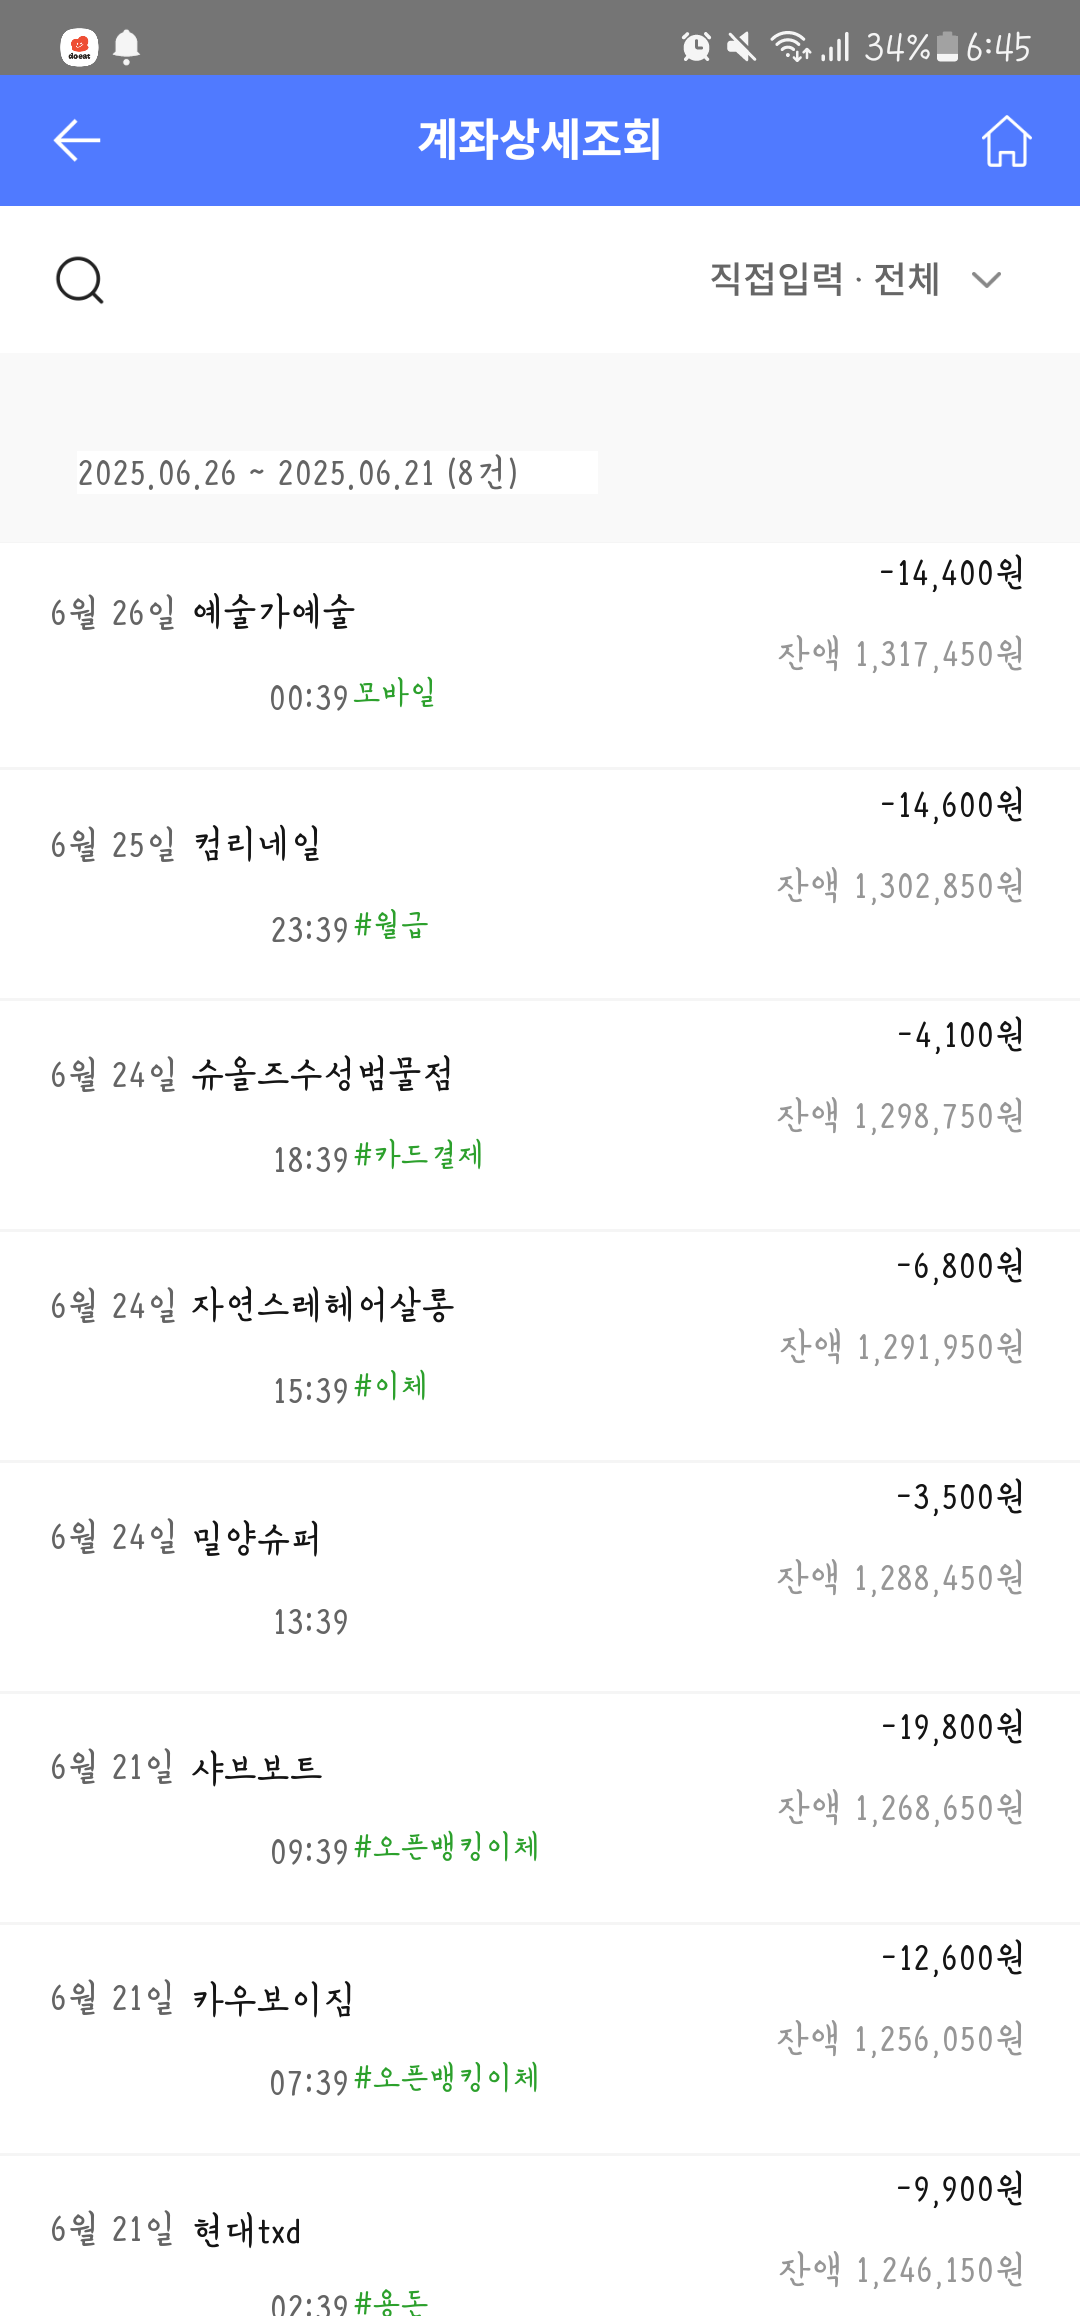 doeat
34% 6:45
계좌상세조회
직접입력 · 전체
2025.06.26 ~ 2025.06.21 (8건)
-14,400원
6월 26일 예술가예술
잔액 1,317,450원
00:39 모바일
-14,600원
6월 25일 컴리네일
잔액 1,302,850원
23:39 #월급
-4,100원
6월 24일 슈올즈수성범물점
잔액 1,298,750원
18:39 #카드결제
-6,800원
6월 24일 자연스레헤어살롱
잔액 1,291,950원
15:39 #이체
-3,500원
6월 24일 밀양슈퍼
잔액 1,288,450원
13:39
-19,800원
6월 21일 샤브보트
잔액 1,268,650원
09:39 #오픈뱅킹이체
-12,600원
6월 21일 카우보이짐
잔액 1,256,050원
07:39 #오픈뱅킹이체
-9,900원
6월 21일 현대txd
잔액 1,246,150원
02:39 #용돈